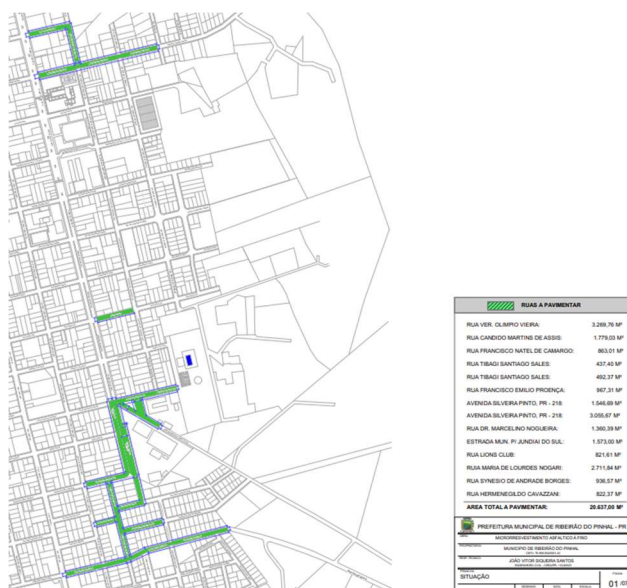 RUAS A PAVIMENTAR
RUA VER. OLIMPIO VIEIRA: 3.289,76 M²
RUA CANDIDO MARTINS DE ASSIS: 1.779,03 M²
RUA FRANCISCO NATEL DE CAMARGO: 863,01 M²
RUA TIBAGI SANTIAGO SALES: 437,40 M²
RUA TIBAGI SANTIAGO SALES: 492,37 M²
RUA FRANCISCO EMILIO PROENÇA: 967,31 M²
AVENIDA SILVEIRA PINTO, PR - 218: 1.546,69 M²
AVENIDA SILVEIRA PINTO, PR - 218: 3.055,67 M²
RUA DR. MARCELINO NOGUEIRA: 1.360,39 M²
ESTRADA MUN. P/ JUNDIAI DO SUL: 1.573,00 M²
RUA LIONS CLUB: 821,61 M²
RUA MARIA DE LOURDES NOGARI: 2.711,84 M²
RUA SYNESIO DE ANDRADE BORGES: 936,57 M²
RUA HERMENEGILDO CAVAZZANI: 822,37 M²
AREA TOTAL A PAVIMENTAR: 20.637,00 M²
PREFEITURA MUNICIPAL DE RIBEIRÃO DO PINHAL - PR
MICRORREVESTIMENTO ASFALTICO A FRIO
MUNICIPIO DE RIBEIRÃO DO PINHAL
JOÃO VITOR SIQUEIRA SANTOS
SITUAÇÃO
01